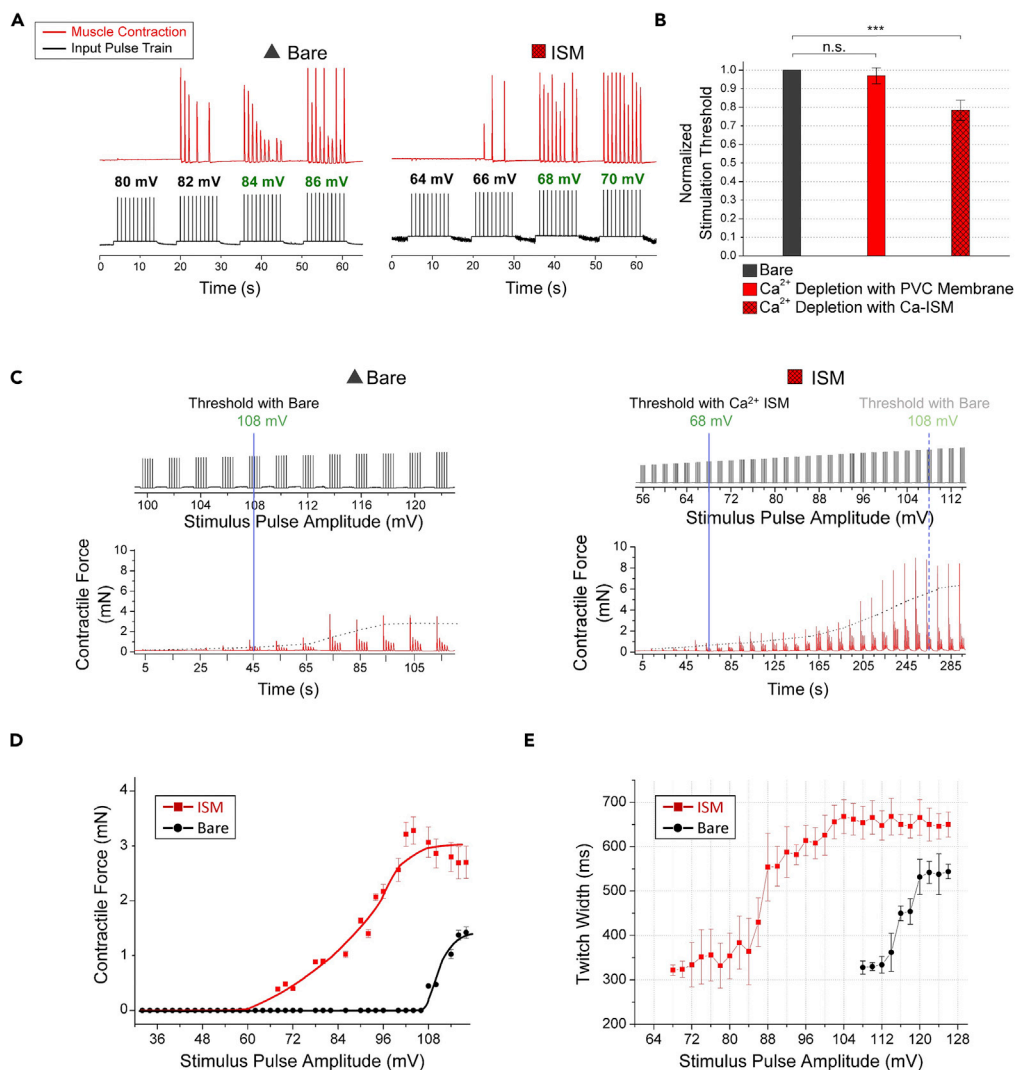 A
Muscle Contraction
Input Pulse Train
Bare
ISM
80 mV 82 mV 84 mV 86 mV
64 mV 66 mV 68 mV 70 mV
0 10 20 30 40 50 60
Time (s)
0 10 20 30 40 50 60
Time (s)
B
***
n.s.
Normalized
Stimulation Threshold
1.0
0.9
0.8
0.7
0.6
0.5
0.4
0.3
0.2
0.1
0.0
Bare
Ca2+ Depletion with PVC Membrane
Ca2+ Depletion with Ca-ISM
C
Bare
Threshold with Bare
108 mV
100 104 108 112 116 120
Stimulus Pulse Amplitude (mV)
Contractile Force
(mN)
10
8
6
4
2
0
5 25 45 65 85 105
Time (s)
ISM
Threshold with Ca2+ ISM
68 mV
Threshold with Bare
108 mV
56 64 72 80 88 96 104 112
Stimulus Pulse Amplitude (mV)
Contractile Force
(mN)
10
8
6
4
2
0
5 45 85 125 165 205 245 285
Time (s)
D
ISM
Bare
Contractile Force (mN)
4
3
2
1
0
36 48 60 72 84 96 108
Stimulus Pulse Amplitude (mV)
E
ISM
Bare
Twitch Width (ms)
700
600
500
400
300
200
64 72 80 88 96 104 112 120 128
Stimulus Pulse Amplitude (mV)